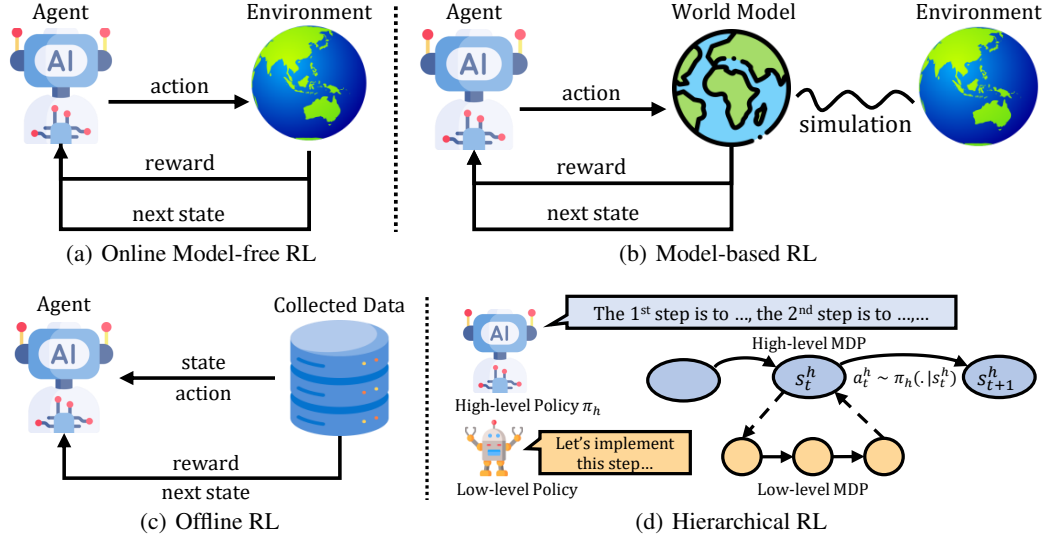 Agent
Environment
AI
action
reward
next state
(a) Online Model-free RL
Agent
World Model
Environment
AI
action
simulation
reward
next state
(b) Model-based RL
Agent
Collected Data
AI
state
action
reward
next state
(c) Offline RL
The 1st step is to ..., the 2nd step is to ...,...
AI
High-level MDP
s_t^h
a_t^h ~ π_h(.|s_t^h)
s_{t+1}^h
High-level Policy π_h
Let's implement
this step...
Low-level Policy
Low-level MDP
(d) Hierarchical RL